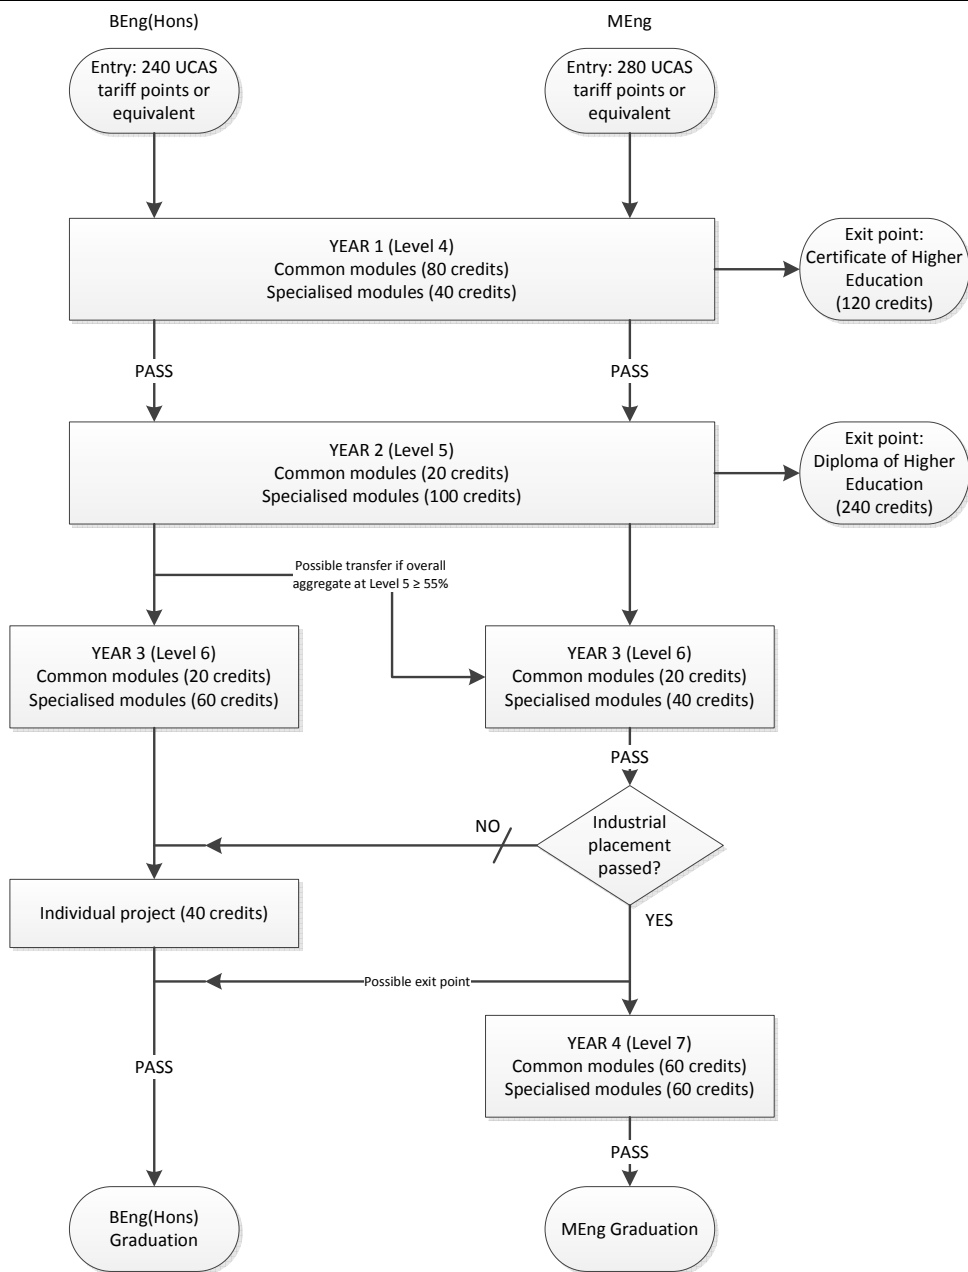 BEng(Hons)
MEng
Entry: 240 UCAS
tariff points or
equivalent
Entry: 280 UCAS
tariff points or
equivalent
YEAR 1 (Level 4)
Common modules (80 credits)
Specialised modules (40 credits)
Exit point:
Certificate of Higher
Education
(120 credits)
PASS
PASS
YEAR 2 (Level 5)
Common modules (20 credits)
Specialised modules (100 credits)
Exit point:
Diploma of Higher
Education
(240 credits)
Possible transfer if overall
aggregate at Level 5 ≥ 55%
YEAR 3 (Level 6)
Common modules (20 credits)
Specialised modules (60 credits)
YEAR 3 (Level 6)
Common modules (20 credits)
Specialised modules (40 credits)
PASS
NO
Industrial
placement
passed?
Individual project (40 credits)
YES
Possible exit point
YEAR 4 (Level 7)
Common modules (60 credits)
Specialised modules (60 credits)
PASS
PASS
BEng(Hons)
Graduation
MEng Graduation